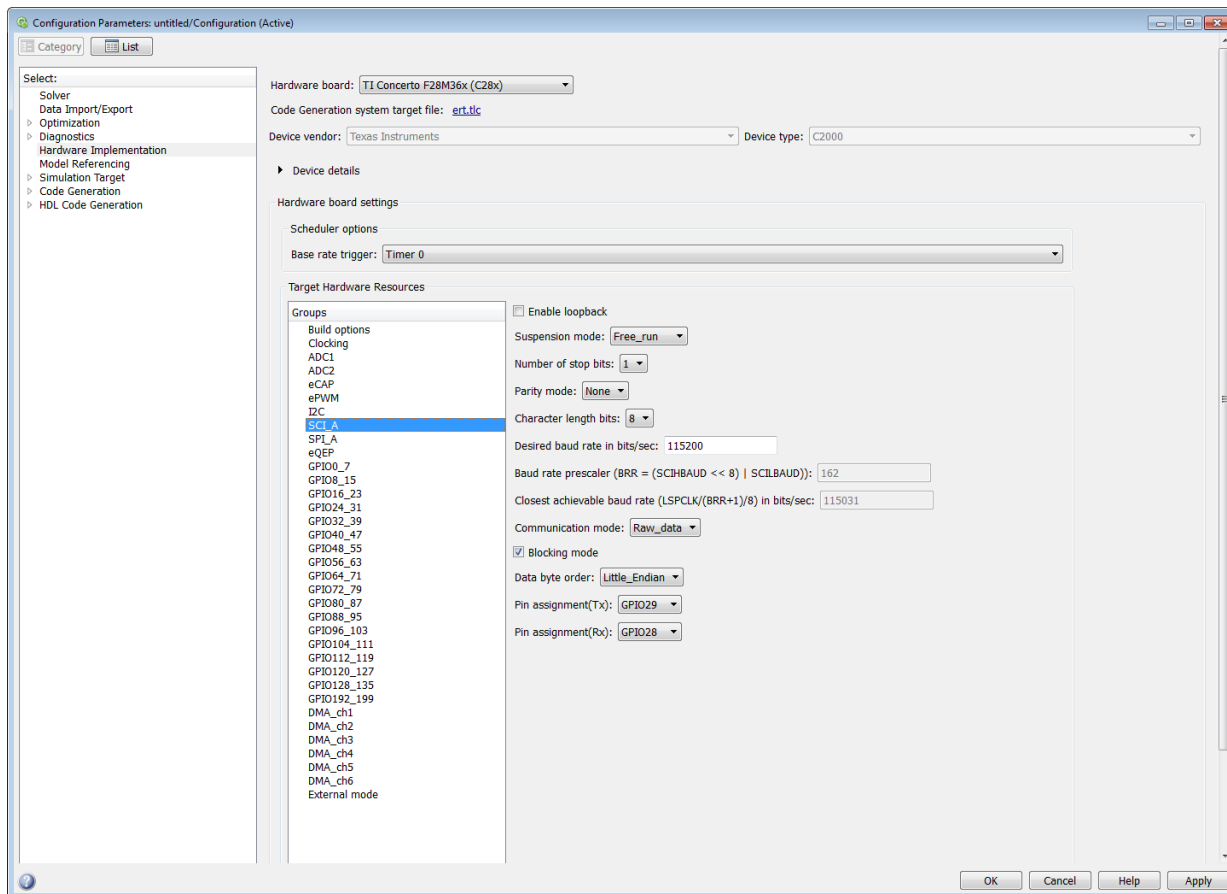 Configuration Parameters: untitled/Configuration (Active)
Category
List
Select:
Solver
Data Import/Export
Optimization
Diagnostics
Hardware Implementation
Model Referencing
Simulation Target
Code Generation
HDL Code Generation
Hardware board: TI Concerto F28M36x (C28x)
Code Generation system target file: ert.tlc
Device vendor: Texas Instruments Device type: C2000
Device details
Hardware board settings
Scheduler options
Base rate trigger: Timer 0
Target Hardware Resources
Groups
Build options
Clocking
ADC1
ADC2
eCAP
ePWM
I2C
SCI_A
SPI_A
eQEP
GPIO0_7
GPIO8_15
GPIO16_23
GPIO24_31
GPIO32_39
GPIO40_47
GPIO48_55
GPIO56_63
GPIO64_71
GPIO72_79
GPIO80_87
GPIO88_95
GPIO96_103
GPIO104_111
GPIO112_119
GPIO120_127
GPIO128_135
GPIO192_199
DMA_ch1
DMA_ch2
DMA_ch3
DMA_ch4
DMA_ch5
DMA_ch6
External mode
Enable loopback
Suspension mode: Free_run
Number of stop bits: 1
Parity mode: None
Character length bits: 8
Desired baud rate in bits/sec: 115200
Baud rate prescaler (BRR = (SCIHBAUD << 8) | SCILBAUD)): 162
Closest achievable baud rate (LSPCLK/(BRR+1)/8) in bits/sec: 115031
Communication mode: Raw_data
Blocking mode
Data byte order: Little_Endian
Pin assignment(Tx): GPIO29
Pin assignment(Rx): GPIO28
OK
Cancel
Help
Apply